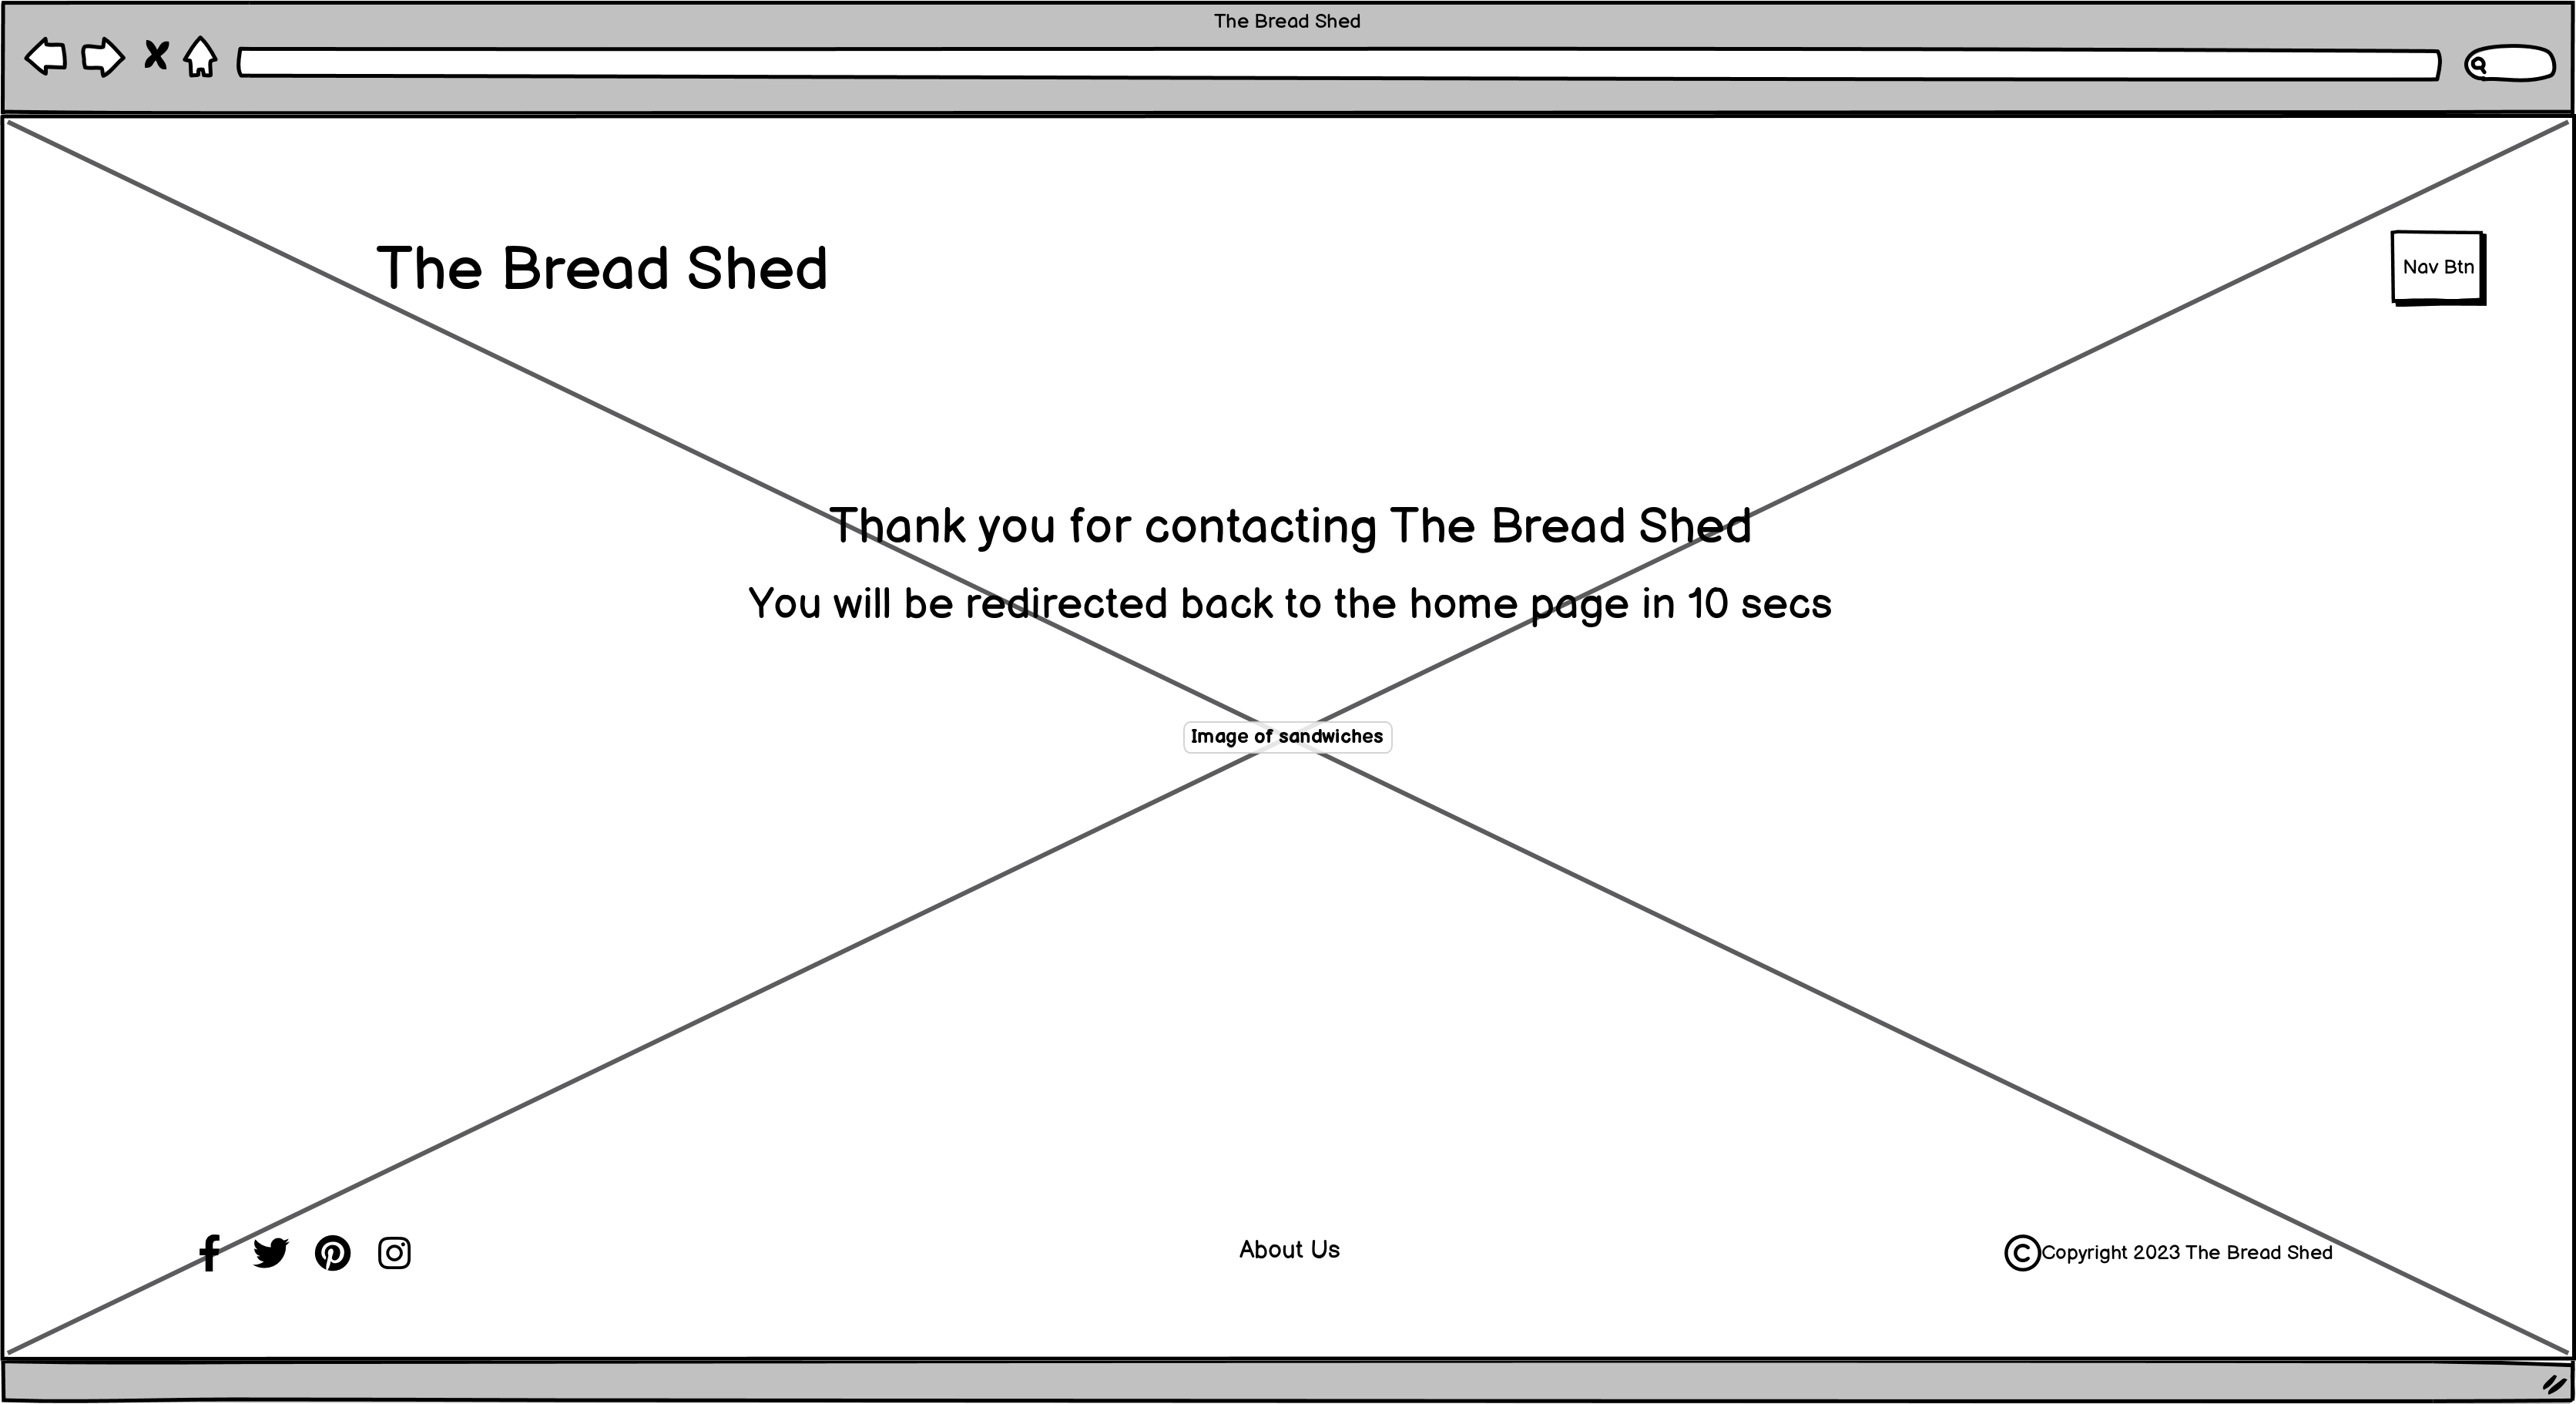 The Bread Shed
The Bread Shed
Nav Btn
Thank you for contacting The Bread Shed
You will be redirected back to the home page in 10 secs
Image of sandwiches
About Us
©Copyright 2023 The Bread Shed